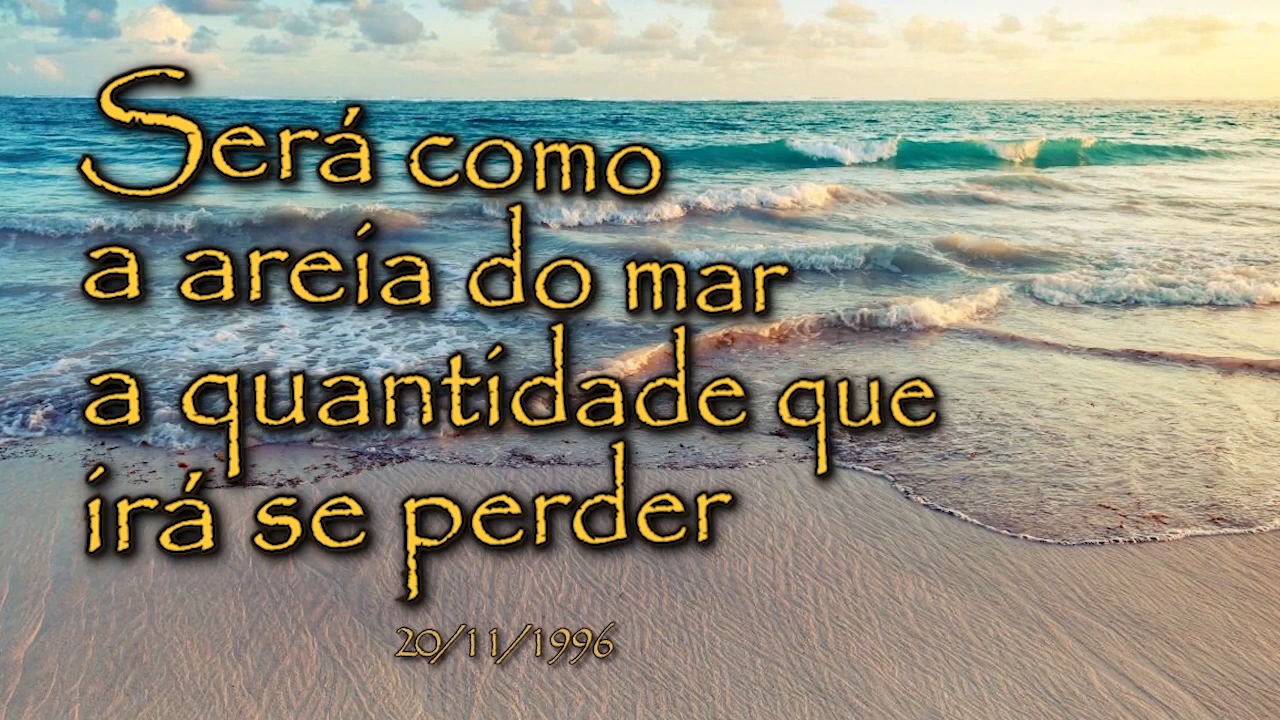 Será como
a areia do mar
a quantidade que
irá se perder
20/11/1996